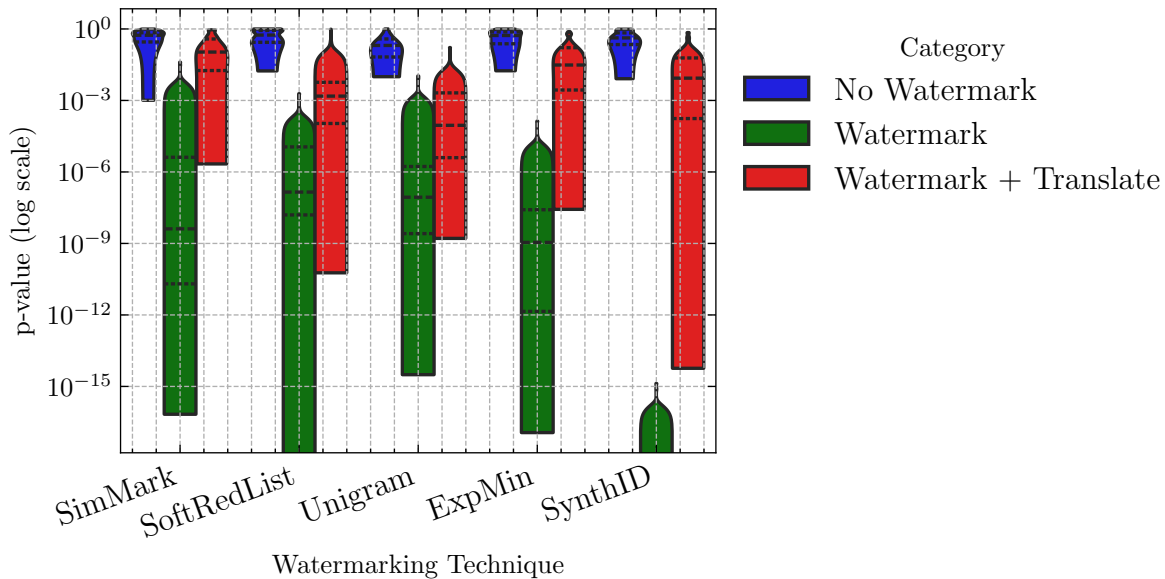 10^0
10^-3
10^-6
10^-9
10^-12
10^-15
p-value (log scale)
SimMark
SoftRedList
Unigram
ExpMin
SynthID
Watermarking Technique
Category
No Watermark
Watermark
Watermark + Translate